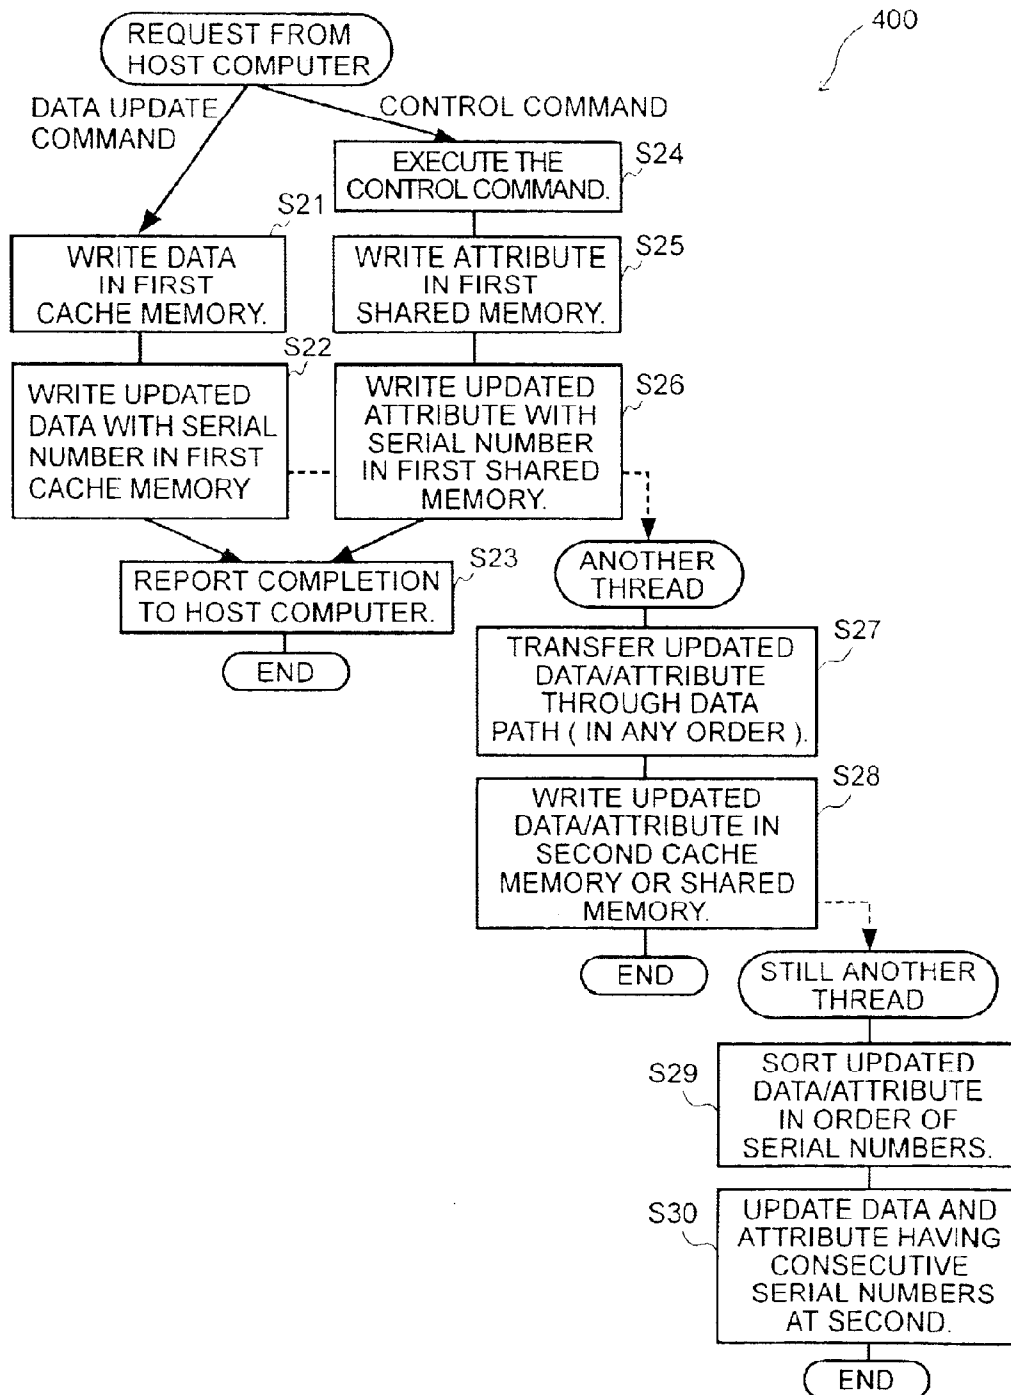 400
REQUEST FROM
HOST COMPUTER
DATA UPDATE
COMMAND
CONTROL COMMAND
S24
EXECUTE THE
CONTROL COMMAND.
S21
WRITE DATA
IN FIRST
CACHE MEMORY.
S25
WRITE ATTRIBUTE
IN FIRST
SHARED MEMORY.
S22
WRITE UPDATED
DATA WITH SERIAL
NUMBER IN FIRST
CACHE MEMORY
S26
WRITE UPDATED
ATTRIBUTE WITH
SERIAL NUMBER
IN FIRST SHARED
MEMORY.
S23
REPORT COMPLETION
TO HOST COMPUTER.
END
ANOTHER
THREAD
S27
TRANSFER UPDATED
DATA/ATTRIBUTE
THROUGH DATA
PATH ( IN ANY ORDER ).
S28
WRITE UPDATED
DATA/ATTRIBUTE IN
SECOND CACHE
MEMORY OR SHARED
MEMORY.
END
STILL ANOTHER
THREAD
S29
SORT UPDATED
DATA/ATTRIBUTE
IN ORDER OF
SERIAL NUMBERS.
S30
UPDATE DATA AND
ATTRIBUTE HAVING
CONSECUTIVE
SERIAL NUMBERS
AT SECOND.
END